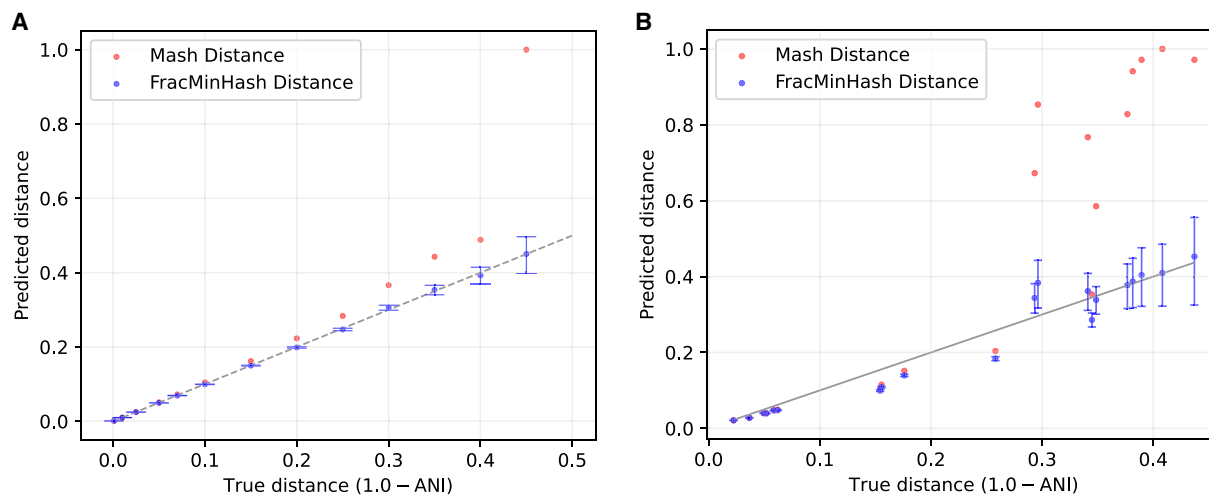 A
Mash Distance
FracMinHash Distance
1.0
0.8
0.6
0.4
0.2
0.0
Predicted distance
0.0 0.1 0.2 0.3 0.4 0.5
True distance (1.0 − ANI)
B
Mash Distance
FracMinHash Distance
1.0
0.8
0.6
0.4
0.2
0.0
Predicted distance
0.0 0.1 0.2 0.3 0.4
True distance (1.0 − ANI)